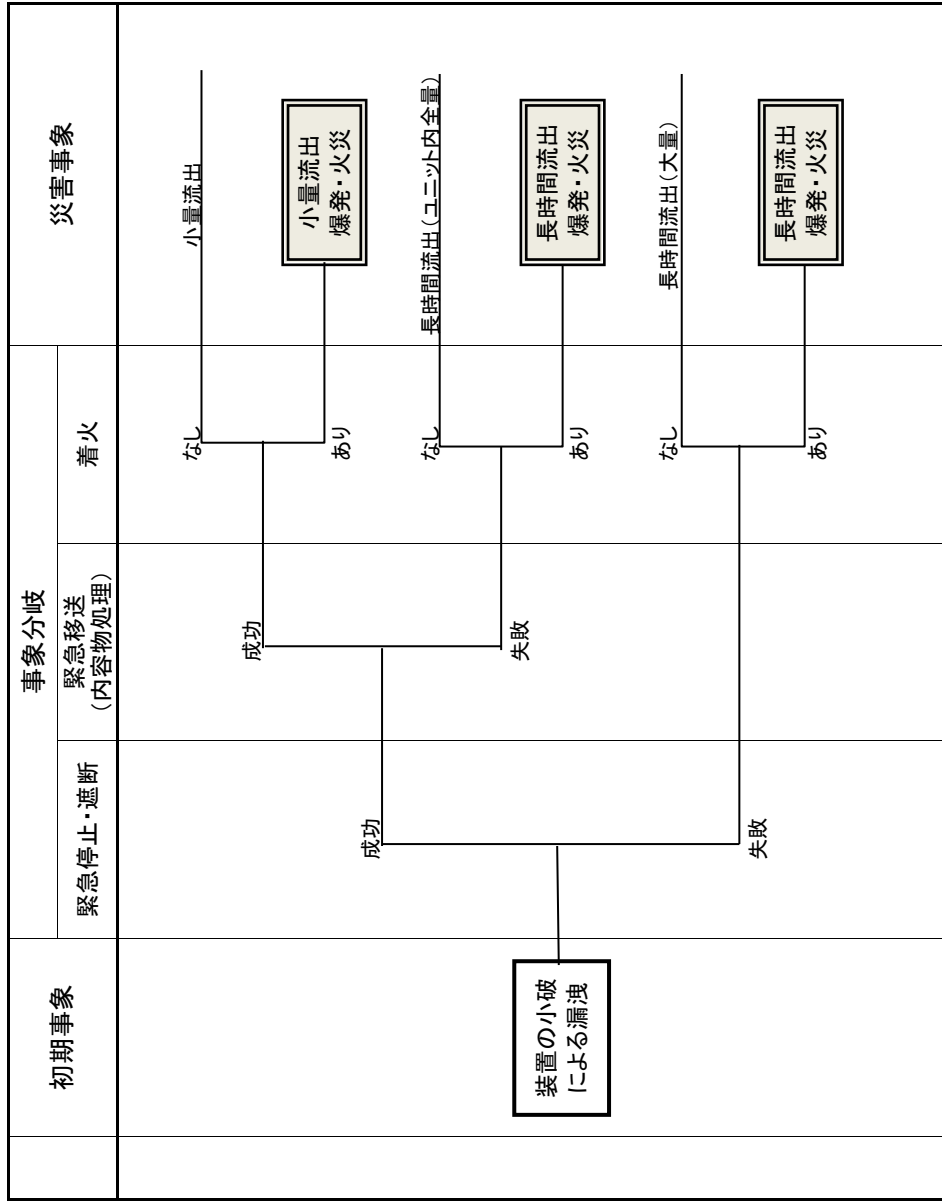 初期事象
事象分岐
災害事象
緊急停止・遮断
緊急移送
(内容物処理)
着火
装置の小破
による漏洩
成功
失敗
成功
失敗
なし
あり
なし
あり
なし
あり
小量流出
小量流出
爆発・火災
長時間流出(ユニット内全量)
長時間流出
爆発・火災
長時間流出(大量)
長時間流出
爆発・火災